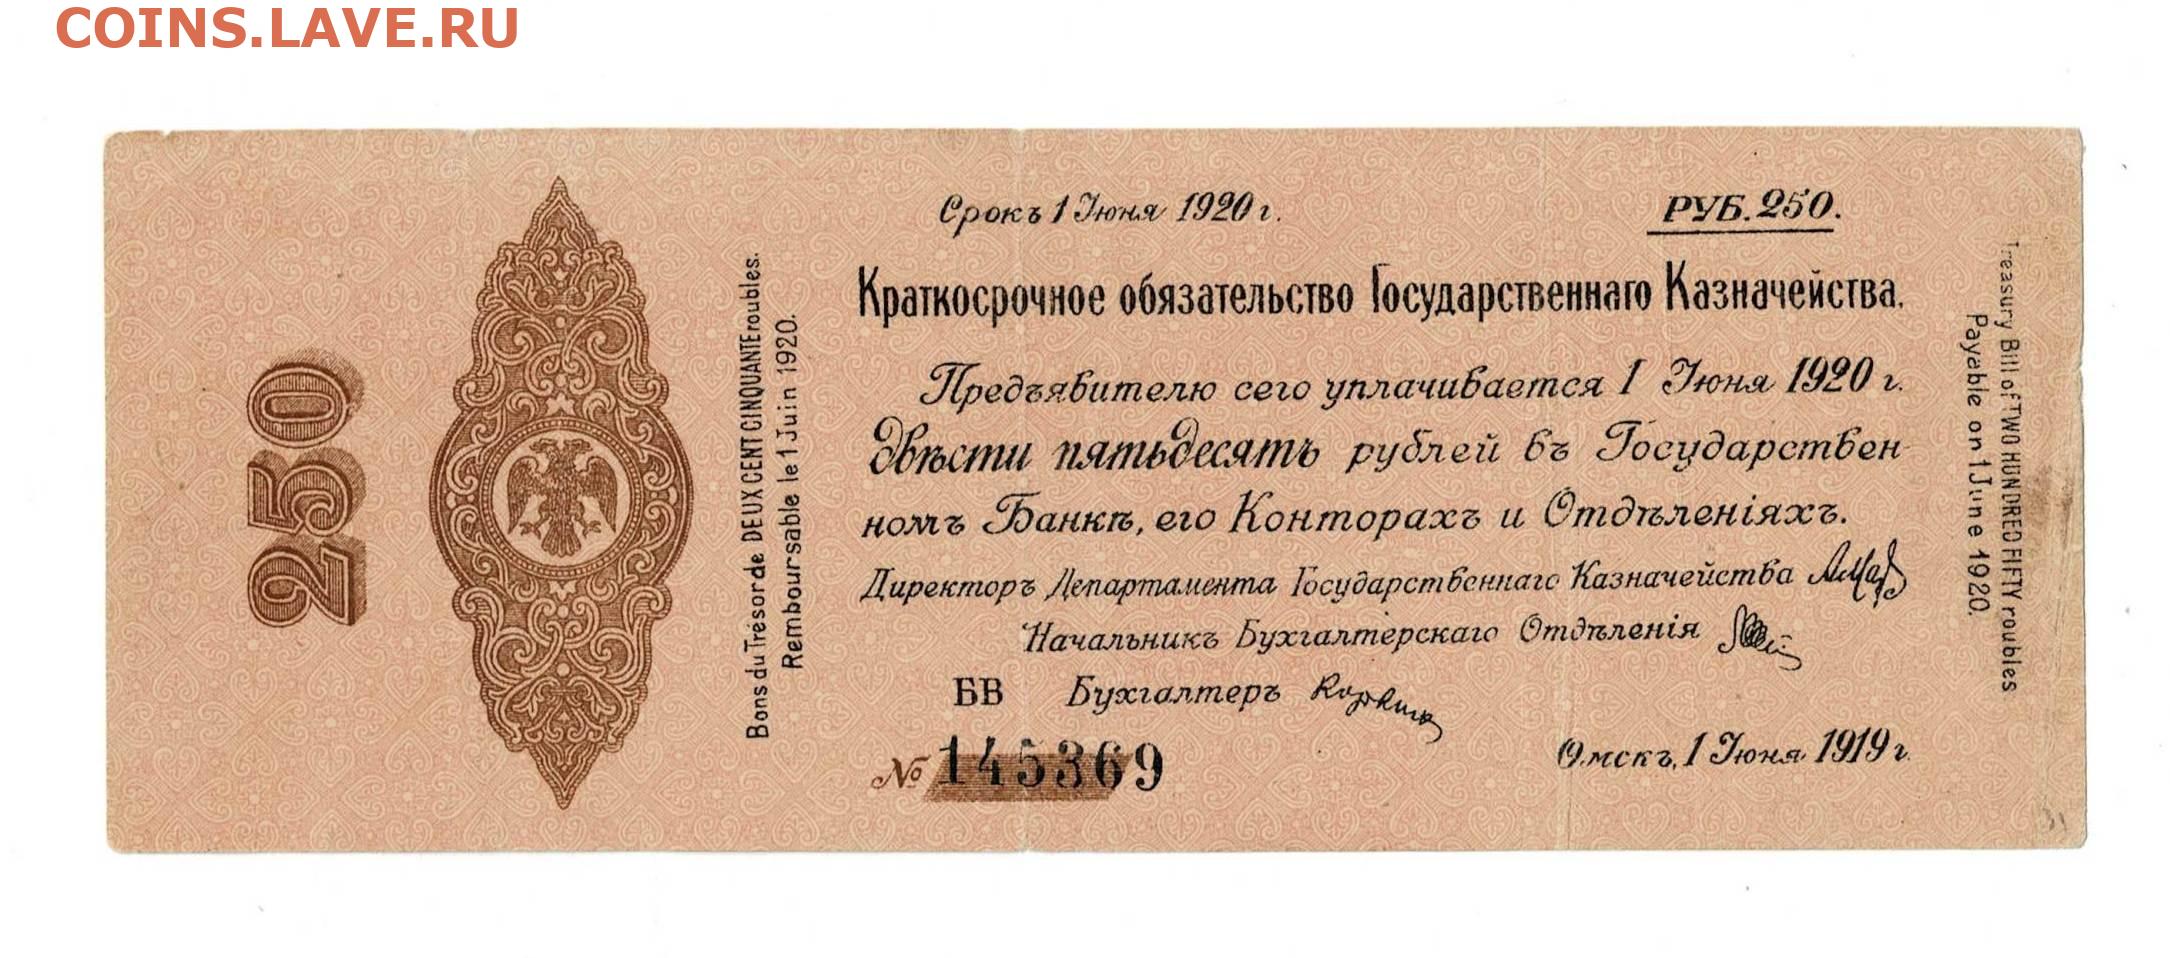 COINS.LAVE.RU
250
Bons du Trésor de DEUX CENT CINQUANTE roubles.
Remboursable le 1 Juin 1920.
Срокъ 1 Іюня 1920 г.
РУБ. 250.
Краткосрочное обязательство Государственнаго Казначейства.
Предъявителю сего уплачивается 1 Іюня 1920 г.
двѣсти пятьдесятъ рублей въ Государствен-
номъ Банкѣ, его Конторахъ и Отдѣленіяхъ.
Директоръ Департамента Государственнаго Казначейства
Начальникъ Бухгалтерскаго Отдѣленія
БВ Бухгалтеръ
№ 145369
Омскъ, 1 Іюня 1919 г.
Treasury Bill of TWO HUNDRED FIFTY roubles
Payable on 1 June 1920.